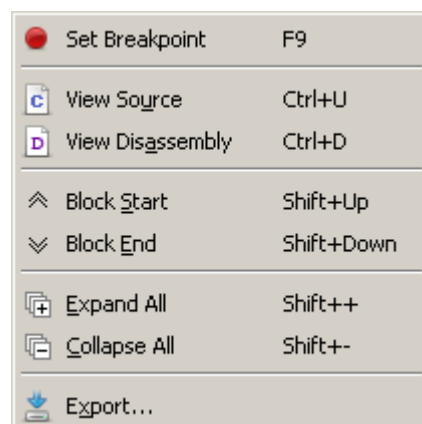 Set Breakpoint F9
C View Source Ctrl+U
D View Disassembly Ctrl+D
Block Start Shift+Up
Block End Shift+Down
Expand All Shift++
Collapse All Shift+-
Export...